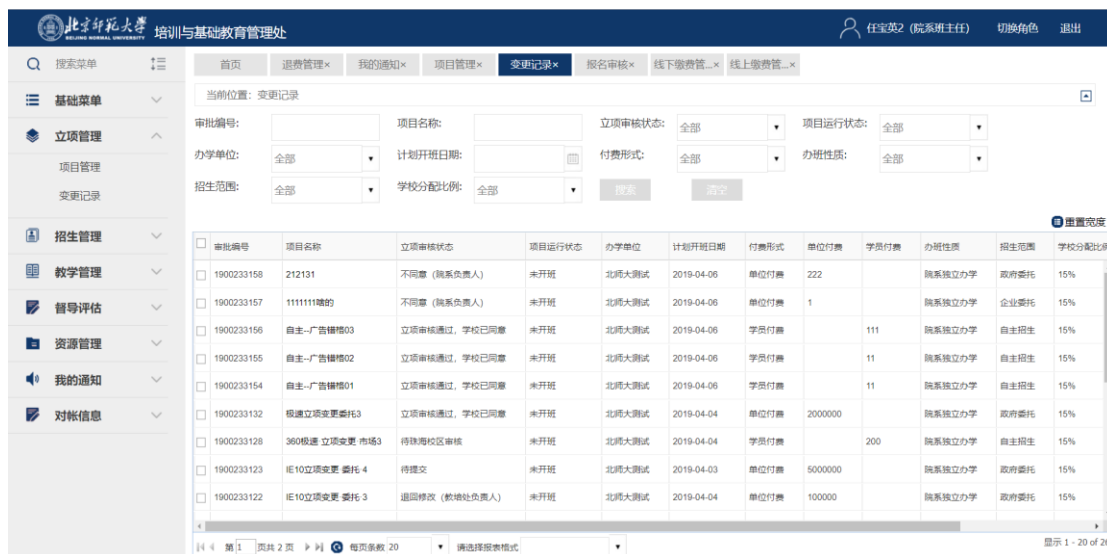 北京师范大学 培训与基础教育管理处 任宝英2（院系班主任） 切换角色 退出
BEIJING NORMAL UNIVERSITY
搜索菜单 首页 退费管理× 我的通知× 项目管理× 变更记录× 报名审核× 线下缴费管...× 线上缴费管...×
基础菜单
当前位置：变更记录
立项管理
项目管理
变更记录
招生管理
教学管理
督导评估
资源管理
我的通知
对帐信息
审批编号: 项目名称: 立项审核状态: 全部 项目运行状态: 全部
办学单位: 全部 计划开班日期: 付费形式: 全部 办班性质: 全部
招生范围: 全部 学校分配比例: 全部 搜索 清空
重置宽度
审批编号 项目名称 立项审核状态 项目运行状态 办学单位 计划开班日期 付费形式 单位付费 学员付费 办班性质 招生范围 学校分配比例
1900233158 212131 不同意（院系负责人） 未开班 北师大测试 2019-04-06 单位付费 222 院系独立办学 政府委托 15%
1900233157 1111111啥的 不同意（院系负责人） 未开班 北师大测试 2019-04-06 单位付费 1 院系独立办学 企业委托 15%
1900233156 自主--广告错榙03 立项审核通过，学校已同意 未开班 北师大测试 2019-04-06 学员付费 111 院系独立办学 自主招生 15%
1900233155 自主--广告错榙02 立项审核通过，学校已同意 未开班 北师大测试 2019-04-06 学员付费 11 院系独立办学 自主招生 15%
1900233154 自主--广告错榙01 立项审核通过，学校已同意 未开班 北师大测试 2019-04-06 学员付费 11 院系独立办学 自主招生 15%
1900233132 极速立项变更委托3 立项审核通过，学校已同意 未开班 北师大测试 2019-04-04 单位付费 2000000 院系独立办学 政府委托 15%
1900233128 360极速 立项变更 市场3 待珠海校区审核 未开班 北师大测试 2019-04-04 学员付费 200 院系独立办学 自主招生 15%
1900233123 IE10立项变更 委托 4 待提交 未开班 北师大测试 2019-04-03 单位付费 5000000 院系独立办学 政府委托 15%
1900233122 IE10立项变更 委托 3 退回修改（教培处负责人） 未开班 北师大测试 2019-04-04 单位付费 100000 院系独立办学 政府委托 15%
第 1 页共 2 页 每页条数 20 请选择报表格式 显示 1 - 20 of 26